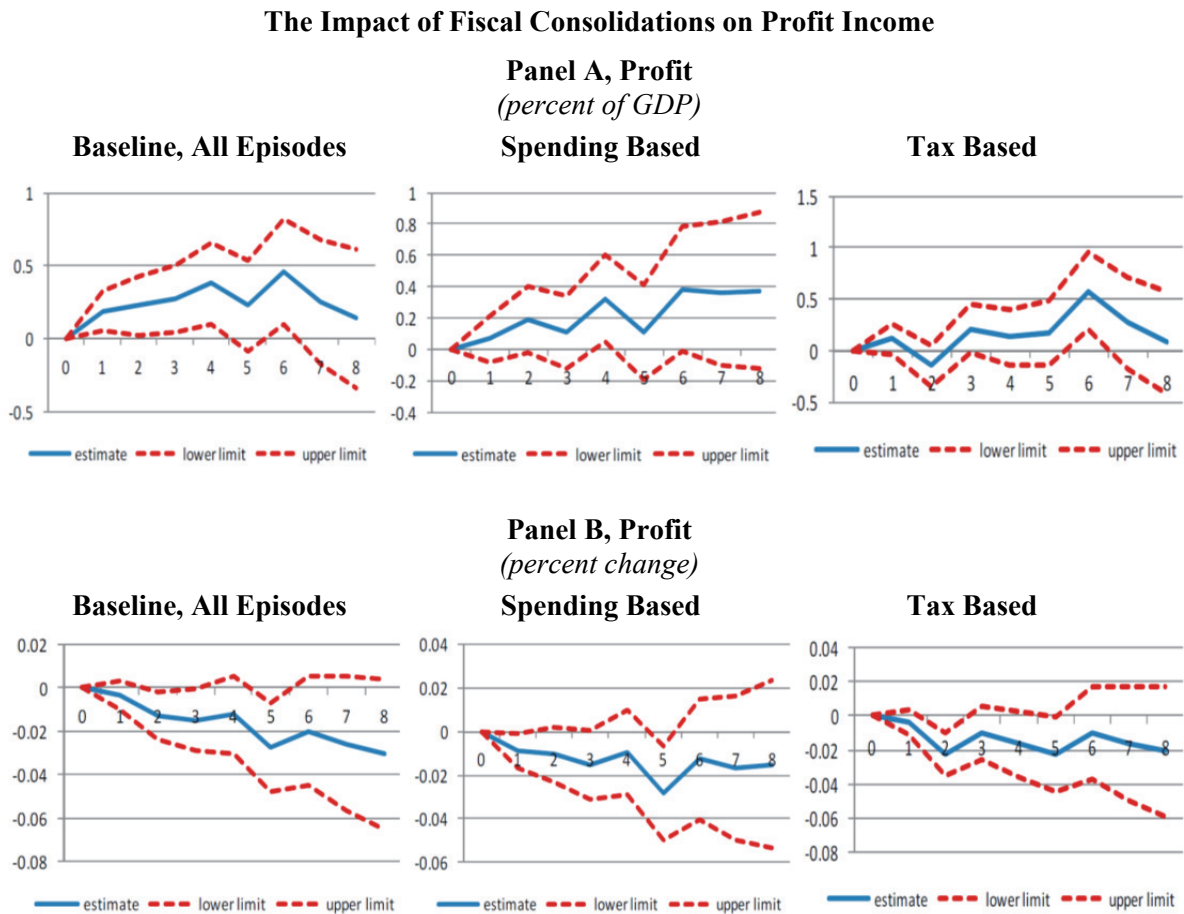 The Impact of Fiscal Consolidations on Profit Income
Panel A, Profit
(percent of GDP)
Baseline, All Episodes
Spending Based
Tax Based
1
0.5
0
-0.5
0 1 2 3 4 5 6 7 8
estimate lower limit upper limit
1
0.8
0.6
0.4
0.2
0
-0.2
-0.4
0 1 2 3 4 5 6 7 8
estimate lower limit upper limit
1.5
1
0.5
0
-0.5
0 1 2 3 4 5 6 7 8
estimate lower limit upper limit
Panel B, Profit
(percent change)
Baseline, All Episodes
Spending Based
Tax Based
0.02
0
-0.02
-0.04
-0.06
-0.08
0 1 2 3 4 5 6 7 8
estimate lower limit upper limit
0.04
0.02
0
-0.02
-0.04
-0.06
0 1 2 3 4 5 6 7 8
estimate lower limit upper limit
0.04
0.02
0
-0.02
-0.04
-0.06
-0.08
0 1 2 3 4 5 6 7 8
estimate lower limit upper limit